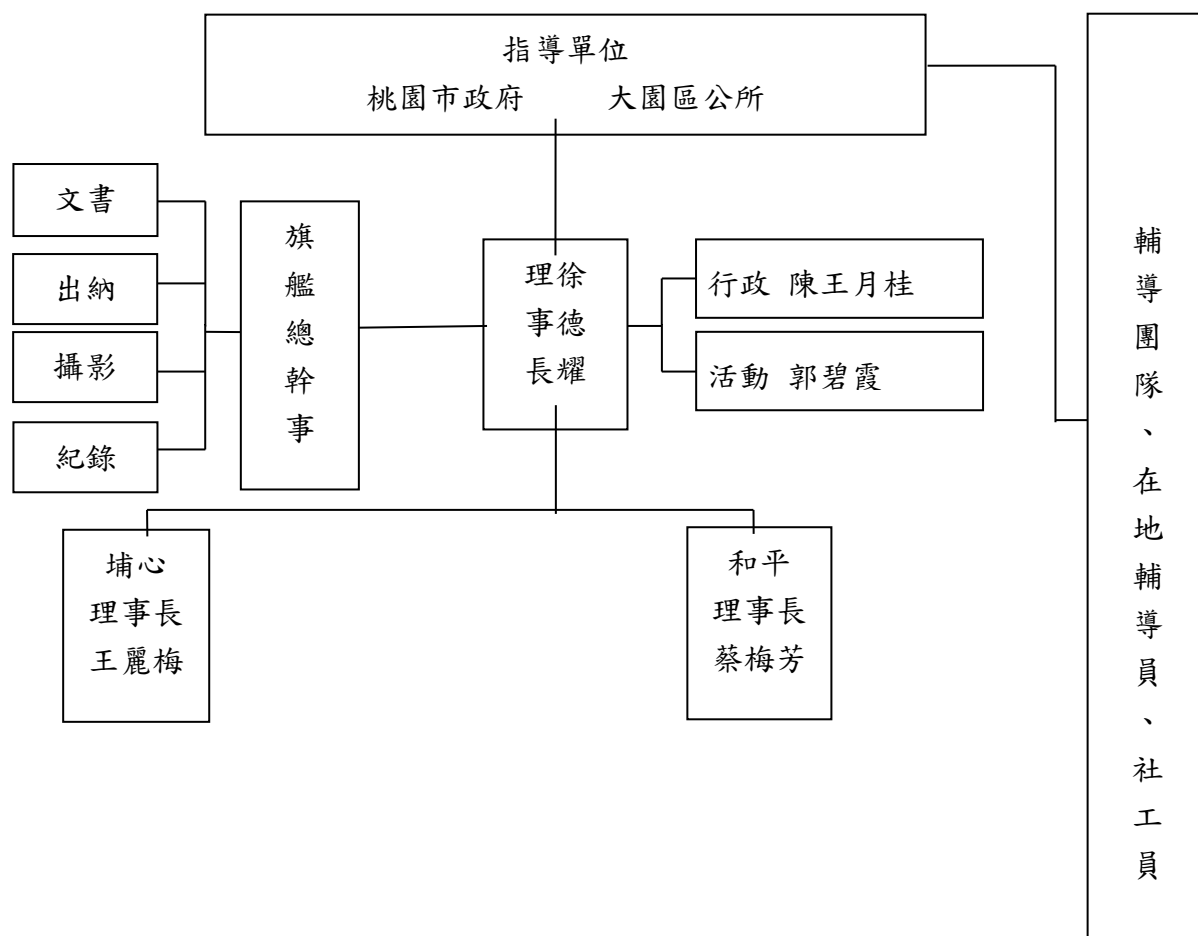 指導單位
桃園市政府 大園區公所
文書
出納
攝影
紀錄
旗艦總幹事
理事長
徐德耀
行政 陳王月桂
活動 郭碧霞
埔心
理事長
王麗梅
和平
理事長
蔡梅芳
輔導團隊、在地輔導員、社工員